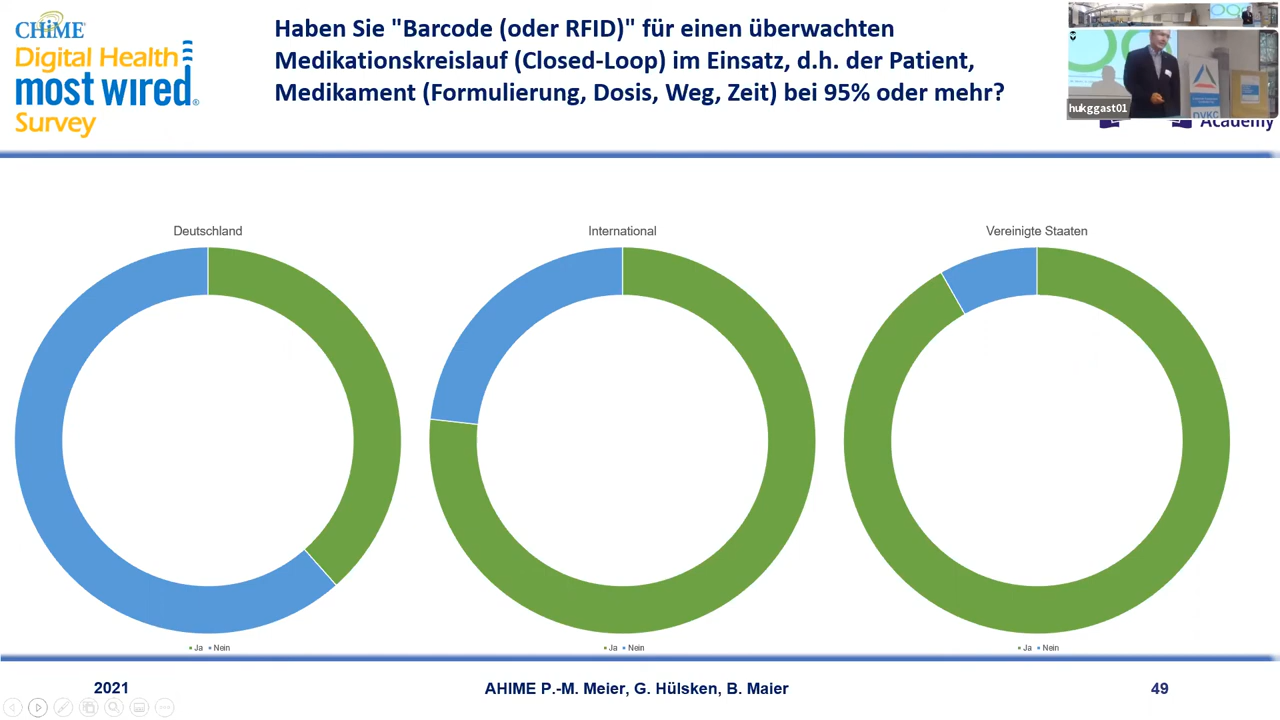 CHiME
Digital Health
most wired®
Survey
Haben Sie "Barcode (oder RFID)" für einen überwachten
Medikationskreislauf (Closed-Loop) im Einsatz, d.h. der Patient,
Medikament (Formulierung, Dosis, Weg, Zeit) bei 95% oder mehr?
hukggast01
DVKC
Academy
Deutschland
International
Vereinigte Staaten
Ja Nein
Ja Nein
Ja Nein
2021
AHIME P.-M. Meier, G. Hülsken, B. Maier
49